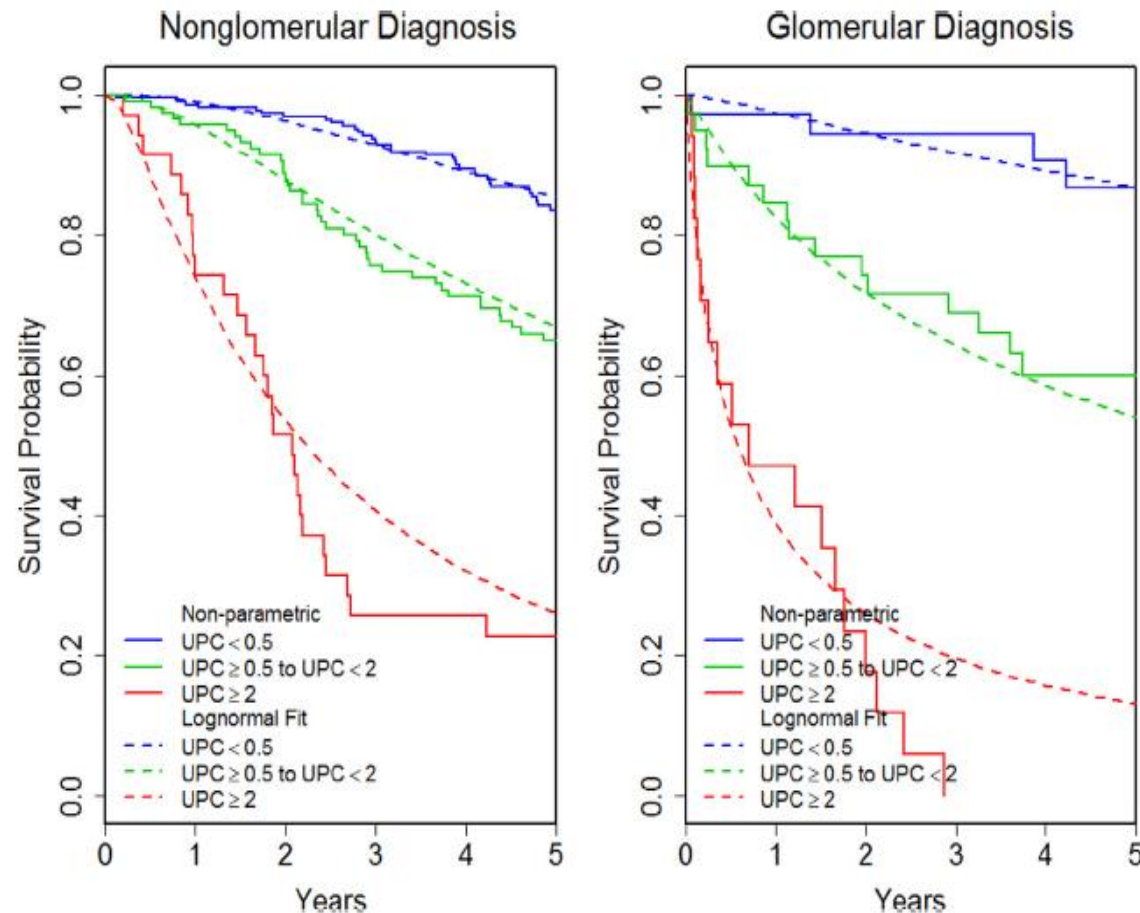 Nonglomerular Diagnosis
Survival Probability
1.0
0.8
0.6
0.4
0.2
0.0
Non-parametric
UPC < 0.5
UPC ≥ 0.5 to UPC < 2
UPC ≥ 2
Lognormal Fit
UPC < 0.5
UPC ≥ 0.5 to UPC < 2
UPC ≥ 2
0 1 2 3 4 5
Years
Glomerular Diagnosis
Survival Probability
1.0
0.8
0.6
0.4
0.2
0.0
Non-parametric
UPC < 0.5
UPC ≥ 0.5 to UPC < 2
UPC ≥ 2
Lognormal Fit
UPC < 0.5
UPC ≥ 0.5 to UPC < 2
UPC ≥ 2
0 1 2 3 4 5
Years